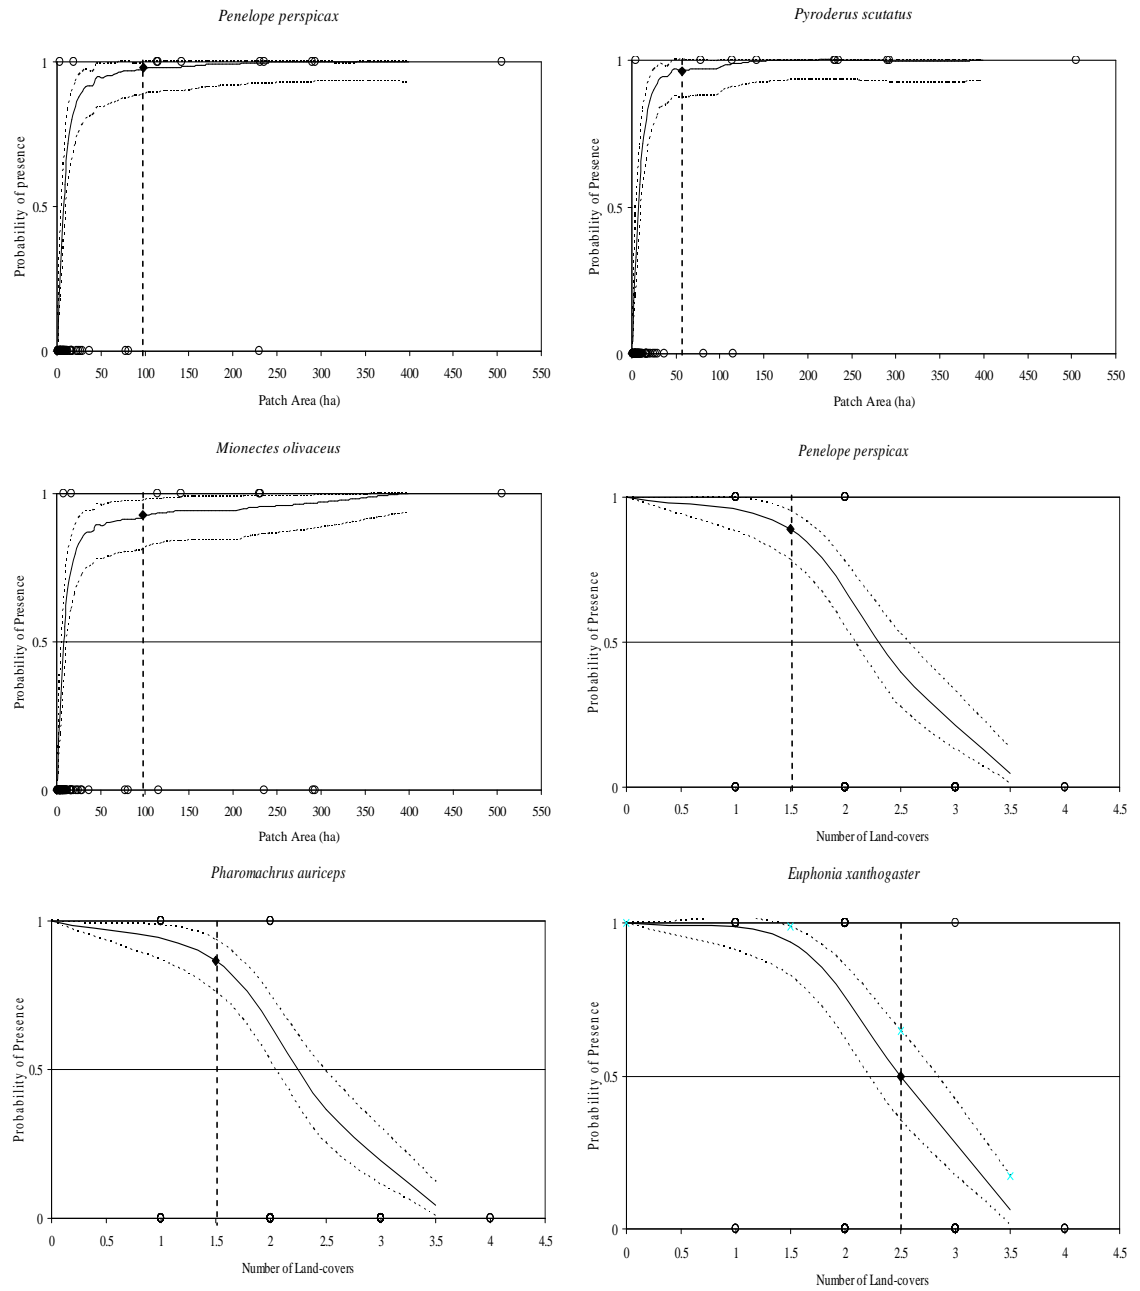 Penelope perspicax
Probability of presence
1
0.5
0
0 50 100 150 200 250 300 350 400 450 500 550
Patch Area (ha)
Pyroderus scutatus
Probability of Presence
1
0.5
0
0 50 100 150 200 250 300 350 400 450 500 550
Patch Area (ha)
Mionectes olivaceus
Probability of Presence
1
0.5
0
0 50 100 150 200 250 300 350 400 450 500 550
Patch Area (ha)
Penelope perspicax
Probability of Presence
1
0.5
0
0 0.5 1 1.5 2 2.5 3 3.5 4 4.5
Number of Land-covers
Pharomachrus auriceps
Probability of Presence
1
0.5
0
0 0.5 1 1.5 2 2.5 3 3.5 4 4.5
Number of Land-covers
Euphonia xanthogaster
Probability of Presence
1
0.5
0
0 0.5 1 1.5 2 2.5 3 3.5 4 4.5
Number of Land-covers